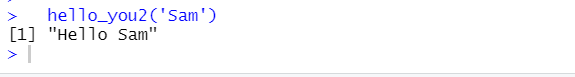 >   hello_you2('Sam')
[1] "Hello Sam"
>